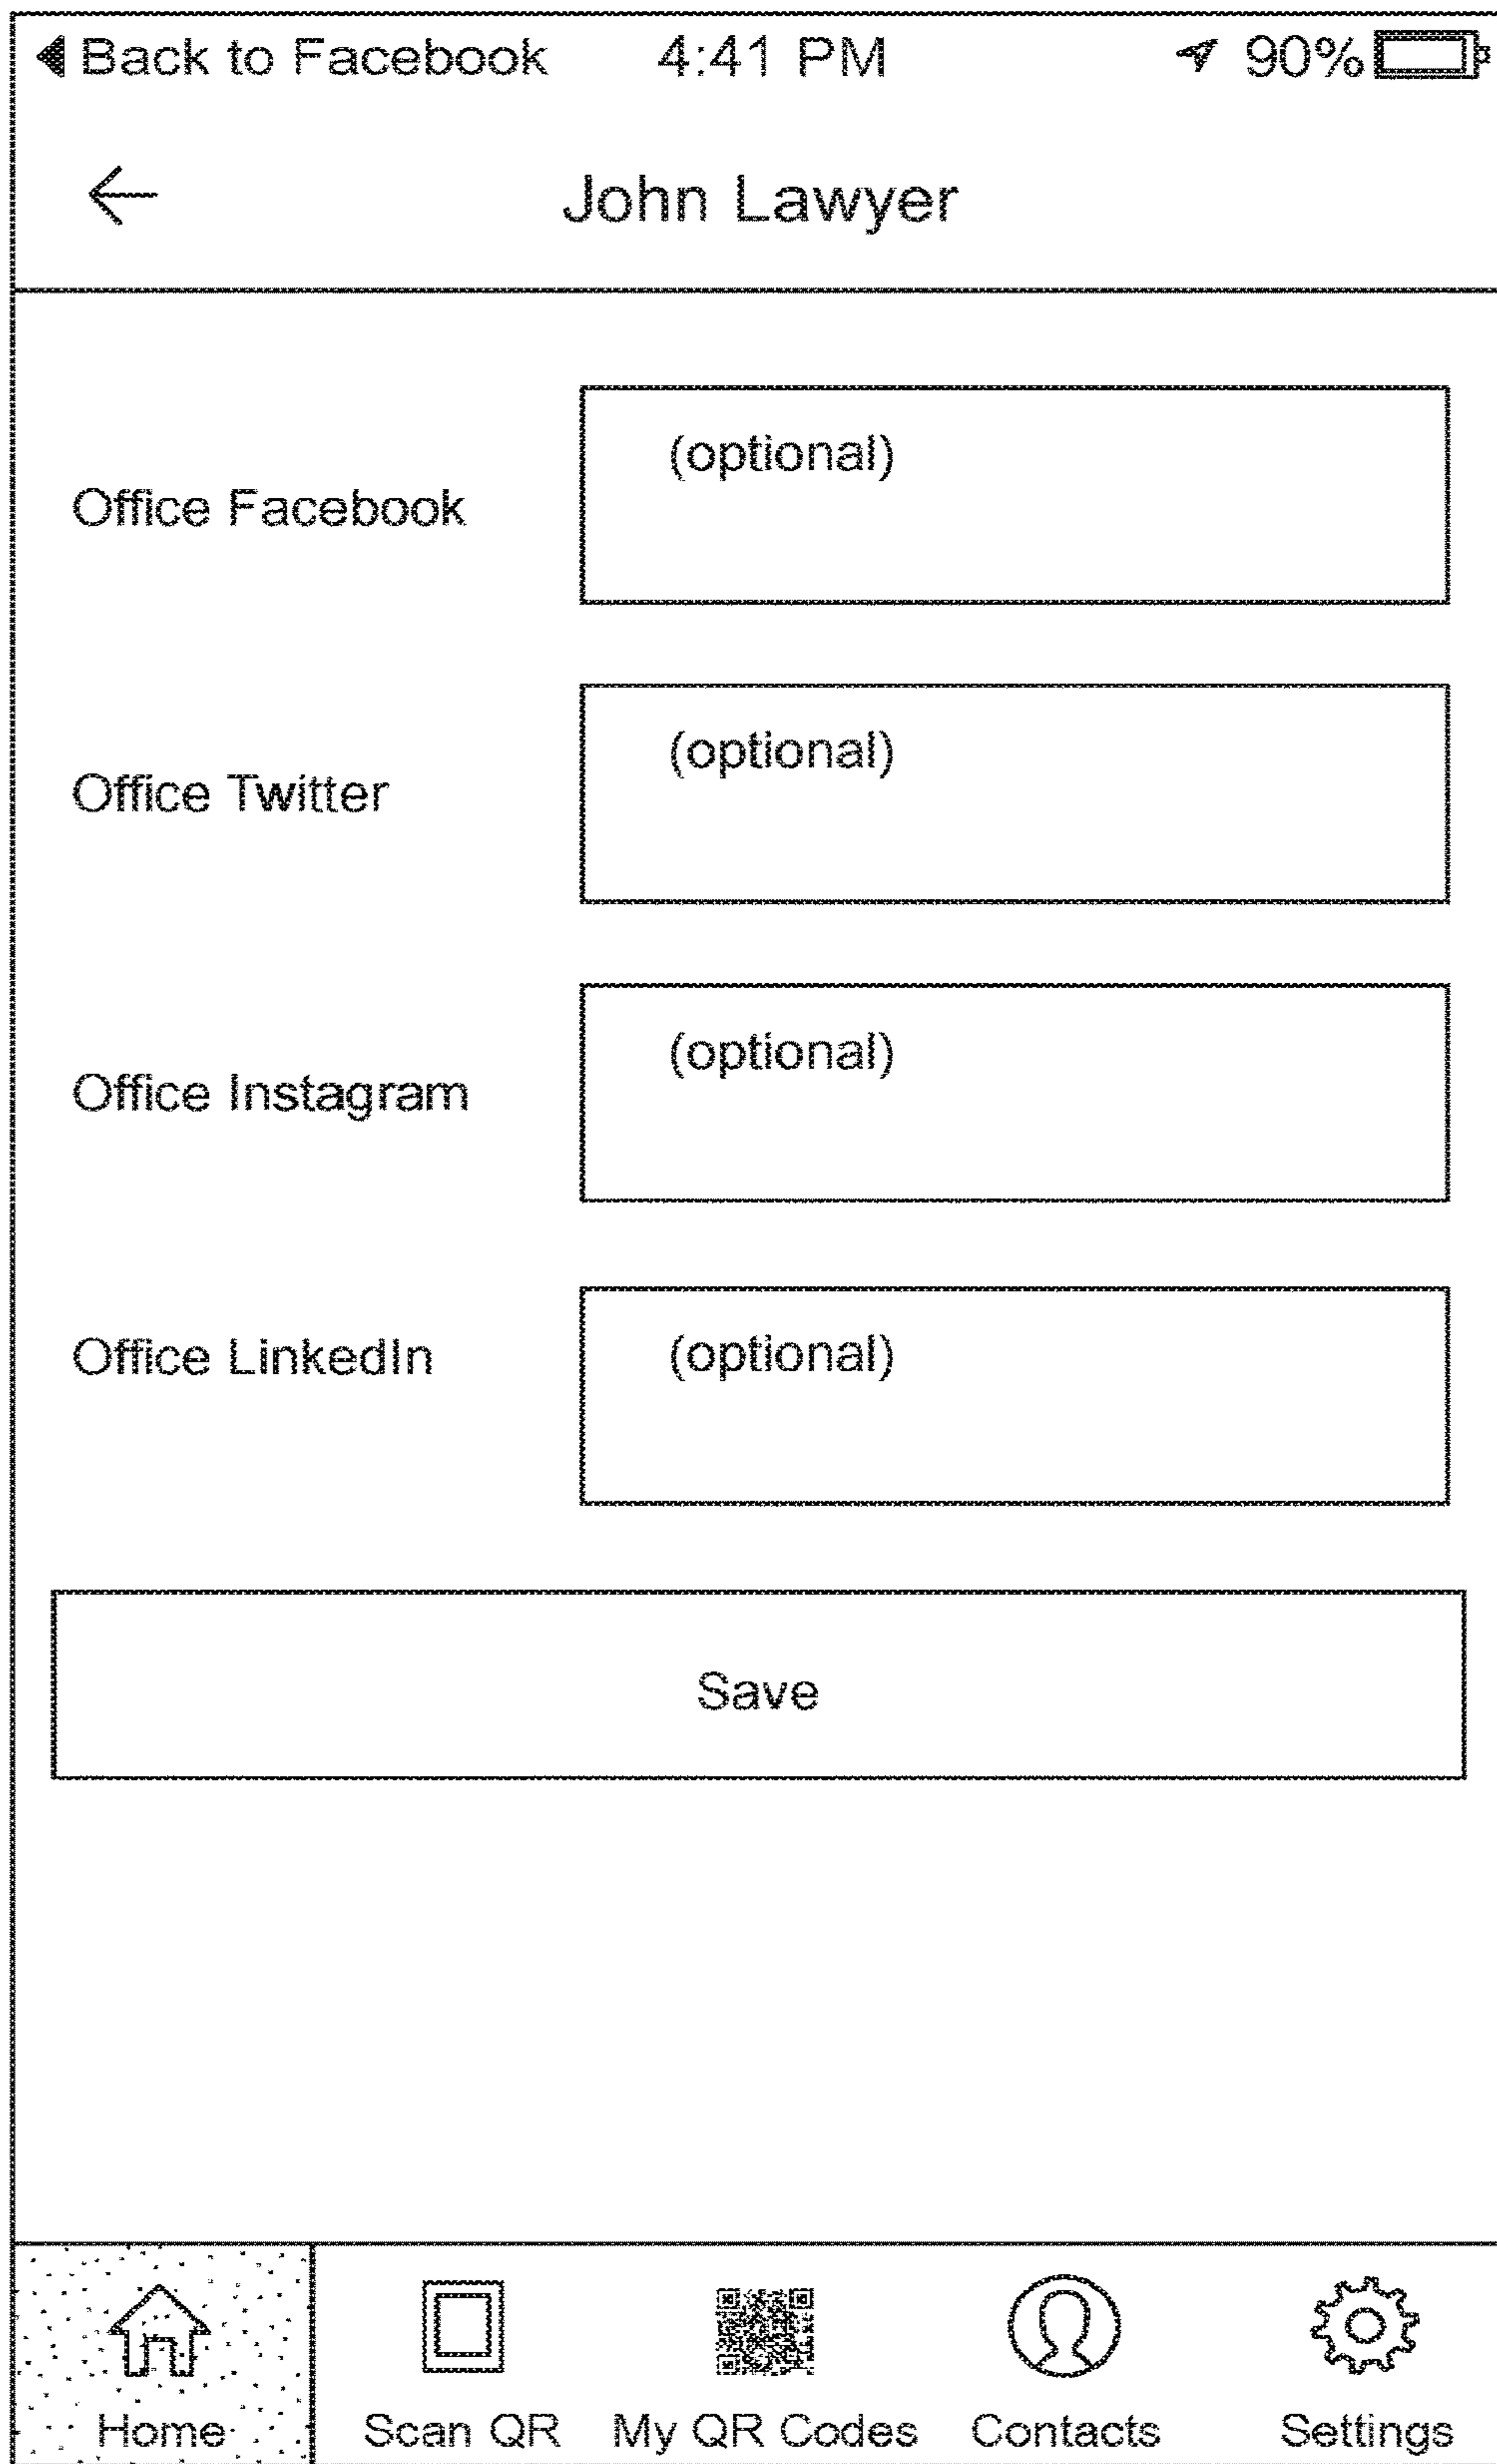 Back to Facebook 4:41 PM 90%
John Lawyer
(optional)
Office Facebook
(optional)
Office Twitter
(optional)
Office Instagram
Office LinkedIn (optional)
Save
Home Scan QR My QR Codes Contacts Settings